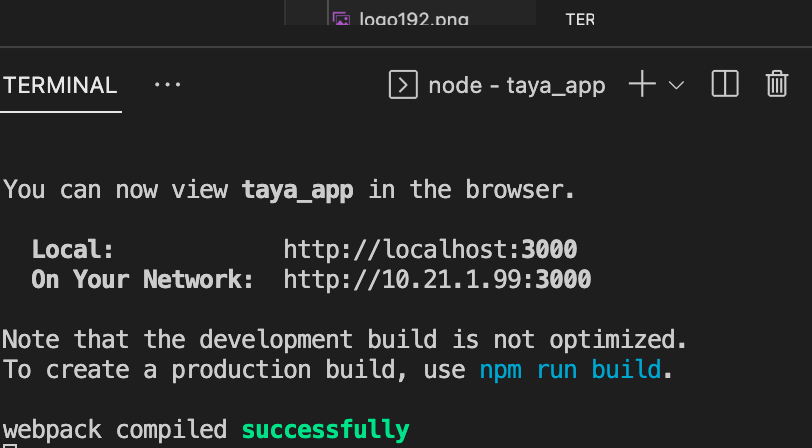 logo192.png
TER
TERMINAL ... node - taya_app
You can now view taya_app in the browser.
Local: http://localhost:3000
On Your Network: http://10.21.1.99:3000
Note that the development build is not optimized.
To create a production build, use npm run build.
webpack compiled successfully